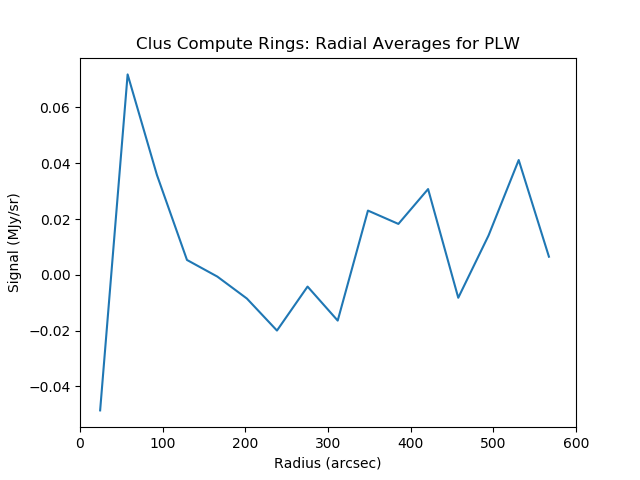 Clus Compute Rings: Radial Averages for PLW
0.06
0.04
0.02
0.00
−0.02
−0.04
Signal (MJy/sr)
0 100 200 300 400 500 600
Radius (arcsec)